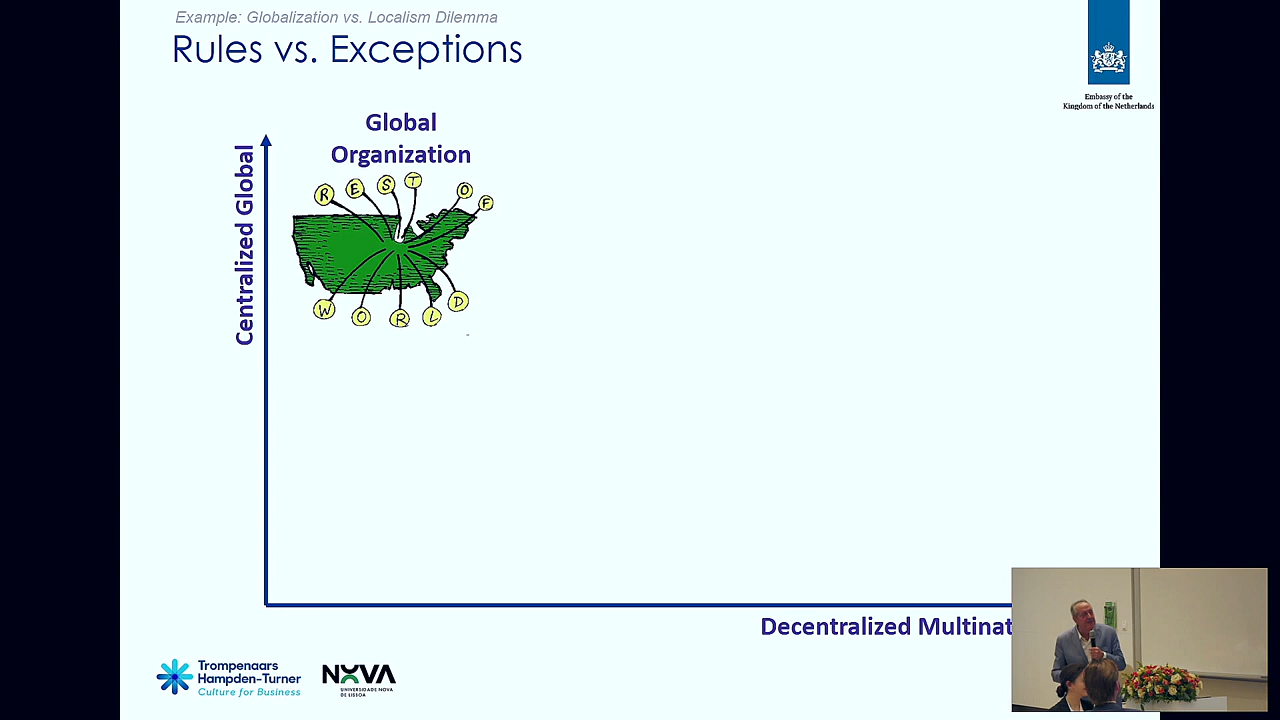 Example: Globalization vs. Localism Dilemma
Rules vs. Exceptions
Embassy of the
Kingdom of the Netherlands
Global
Organization
Centralized Global
R E S T O F
W O R L D
Decentralized Multinat
Trompenaars
Hampden-Turner
Culture for Business
NOVA
UNIVERSIDADE NOVA
DE LISBOA